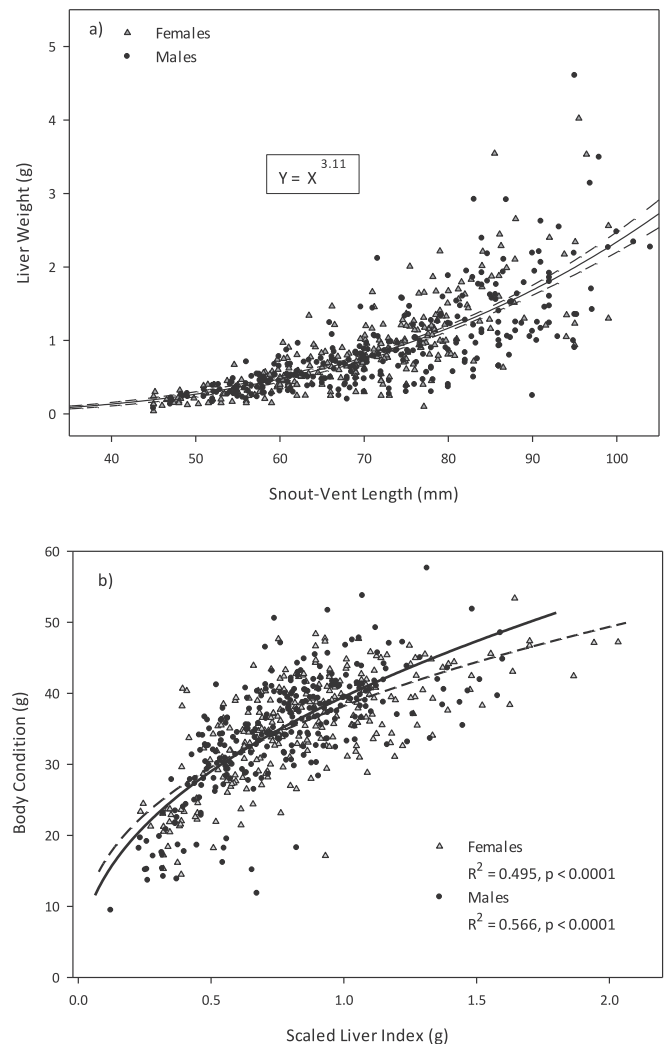 a)
Females
Males
Y = X^3.11
5
4
3
2
1
0
Liver Weight (g)
40 50 60 70 80 90 100
Snout-Vent Length (mm)
b)
60
50
40
30
20
10
0
Body Condition (g)
Females
R² = 0.495, p < 0.0001
Males
R² = 0.566, p < 0.0001
0.0 0.5 1.0 1.5 2.0
Scaled Liver Index (g)